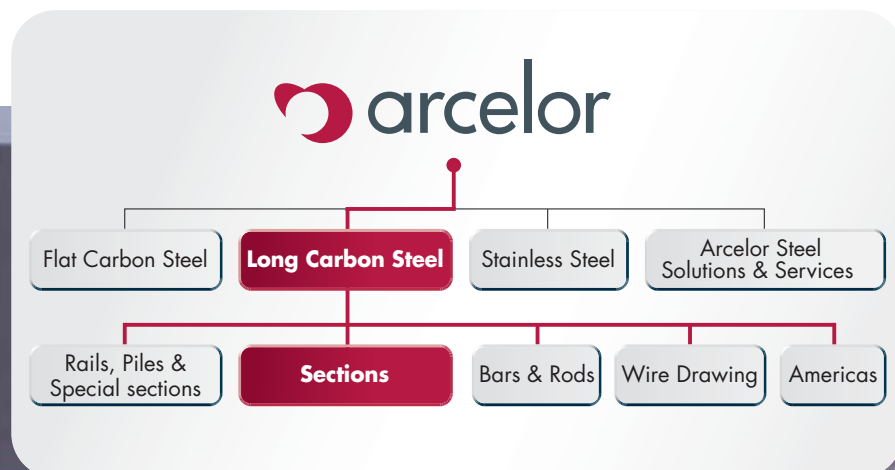 arcelor
Flat Carbon Steel
Long Carbon Steel
Stainless Steel
Arcelor Steel
Solutions & Services
Rails, Piles &
Special sections
Sections
Bars & Rods
Wire Drawing
Americas